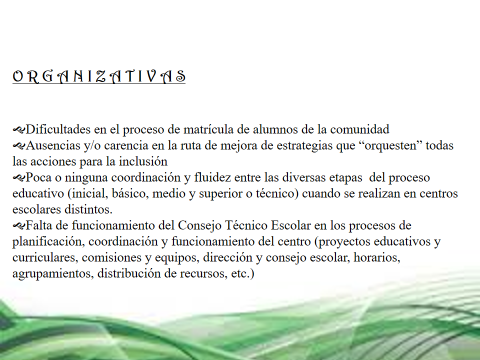 ORGANIZATIVAS
Dificultades en el proceso de matrícula de alumnos de la comunidad
Ausencias y/o carencia en la ruta de mejora de estrategias que “orquesten” todas
las acciones para la inclusión
Poca o ninguna coordinación y fluidez entre las diversas etapas del proceso
educativo (inicial, básico, medio y superior o técnico) cuando se realizan en centros
escolares distintos.
Falta de funcionamiento del Consejo Técnico Escolar en los procesos de
planificación, coordinación y funcionamiento del centro (proyectos educativos y
curriculares, comisiones y equipos, dirección y consejo escolar, horarios,
agrupamientos, distribución de recursos, etc.)